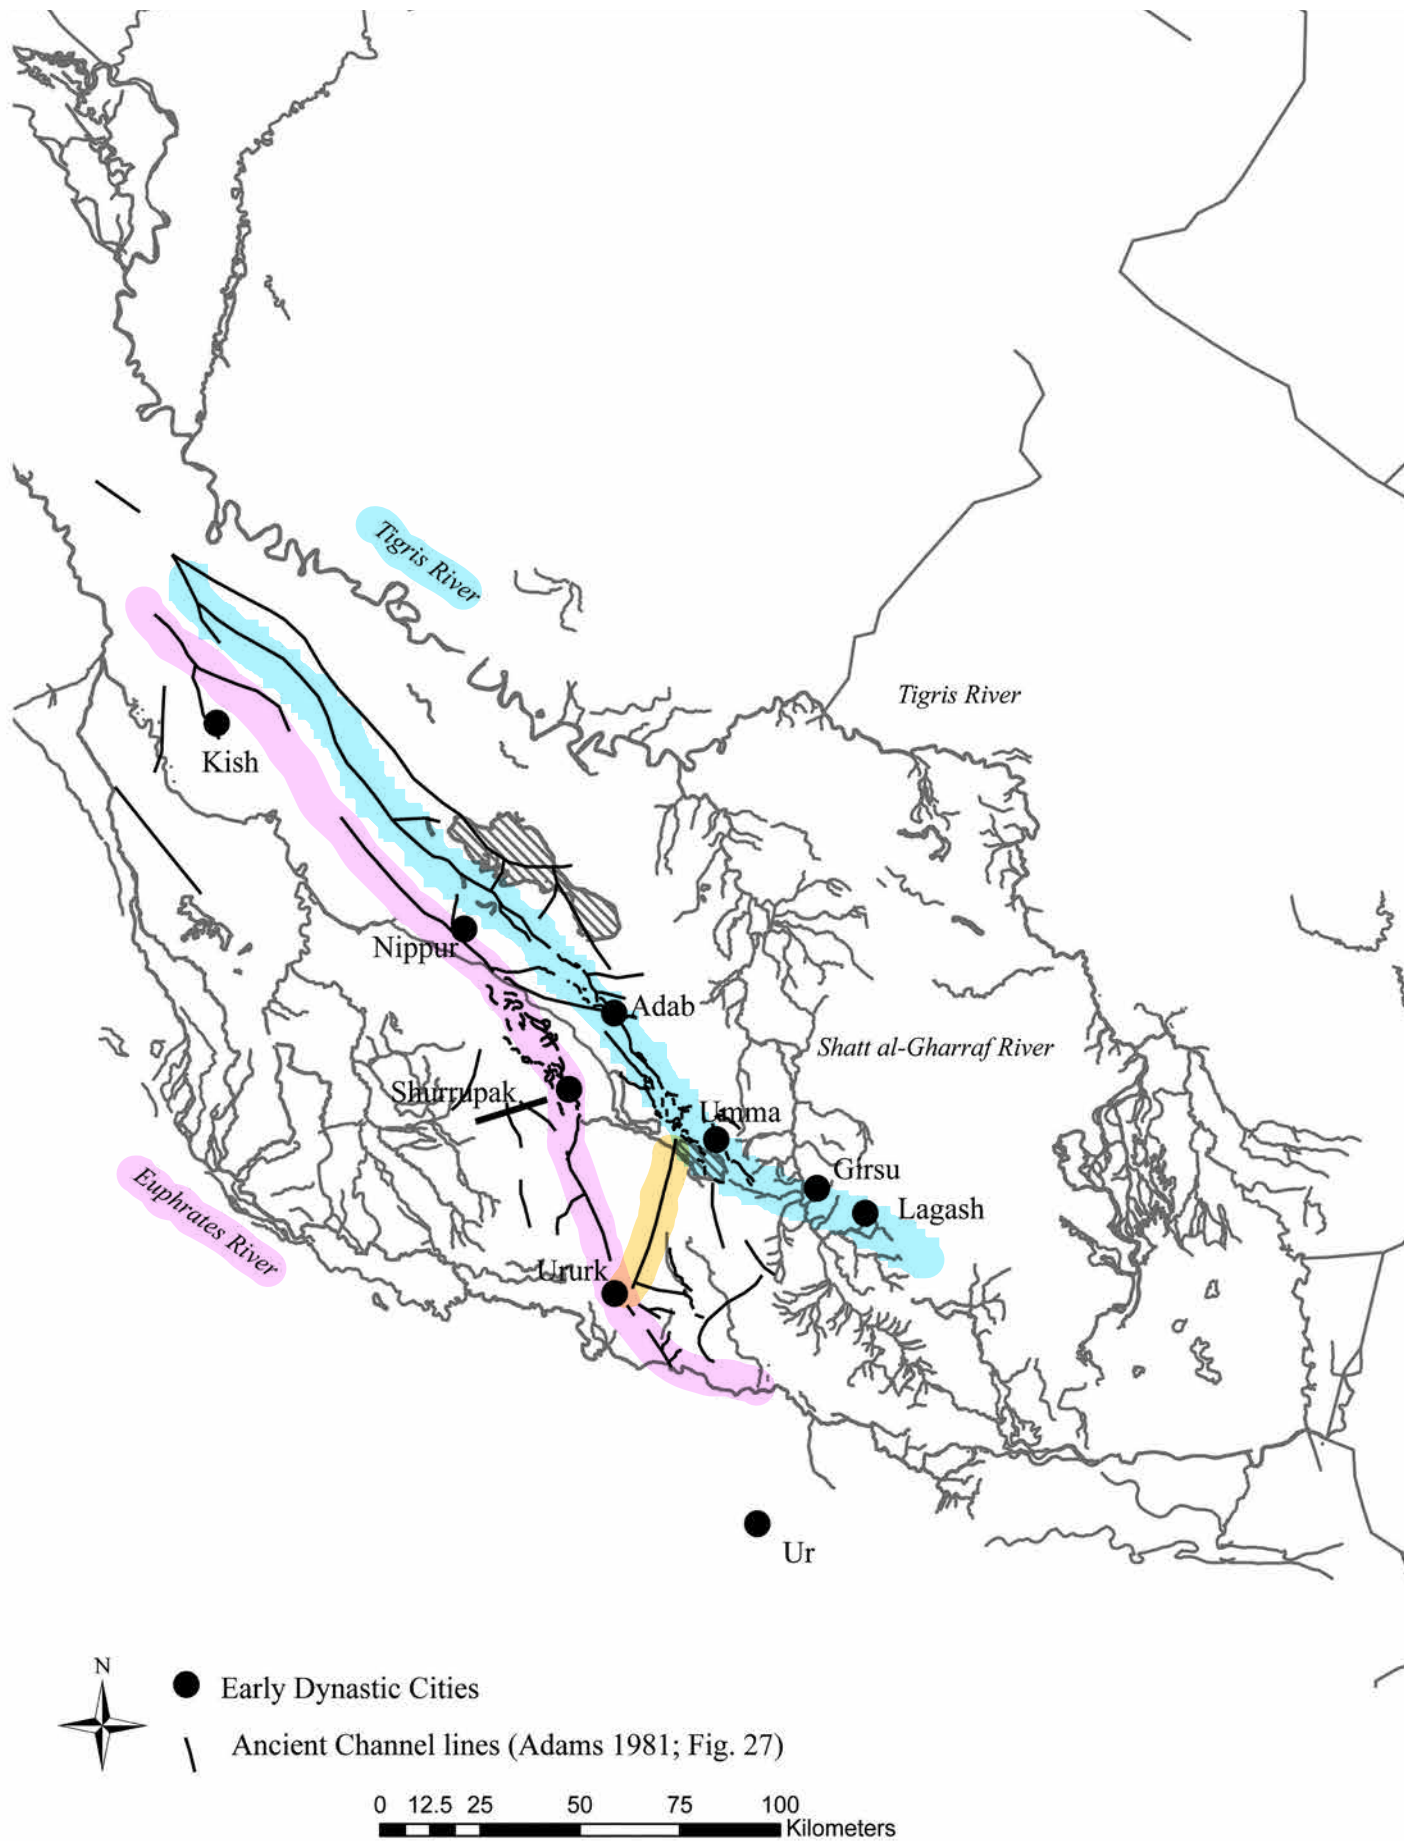 Tigris River
Tigris River
Kish
Nippur
Adab
Shatt al-Gharraf River
Shurrupak
Umma
Girsu
Lagash
Euphrates River
Ururk
Ur
N
Early Dynastic Cities
Ancient Channel lines (Adams 1981; Fig. 27)
0 12.5 25 50 75 100
Kilometers